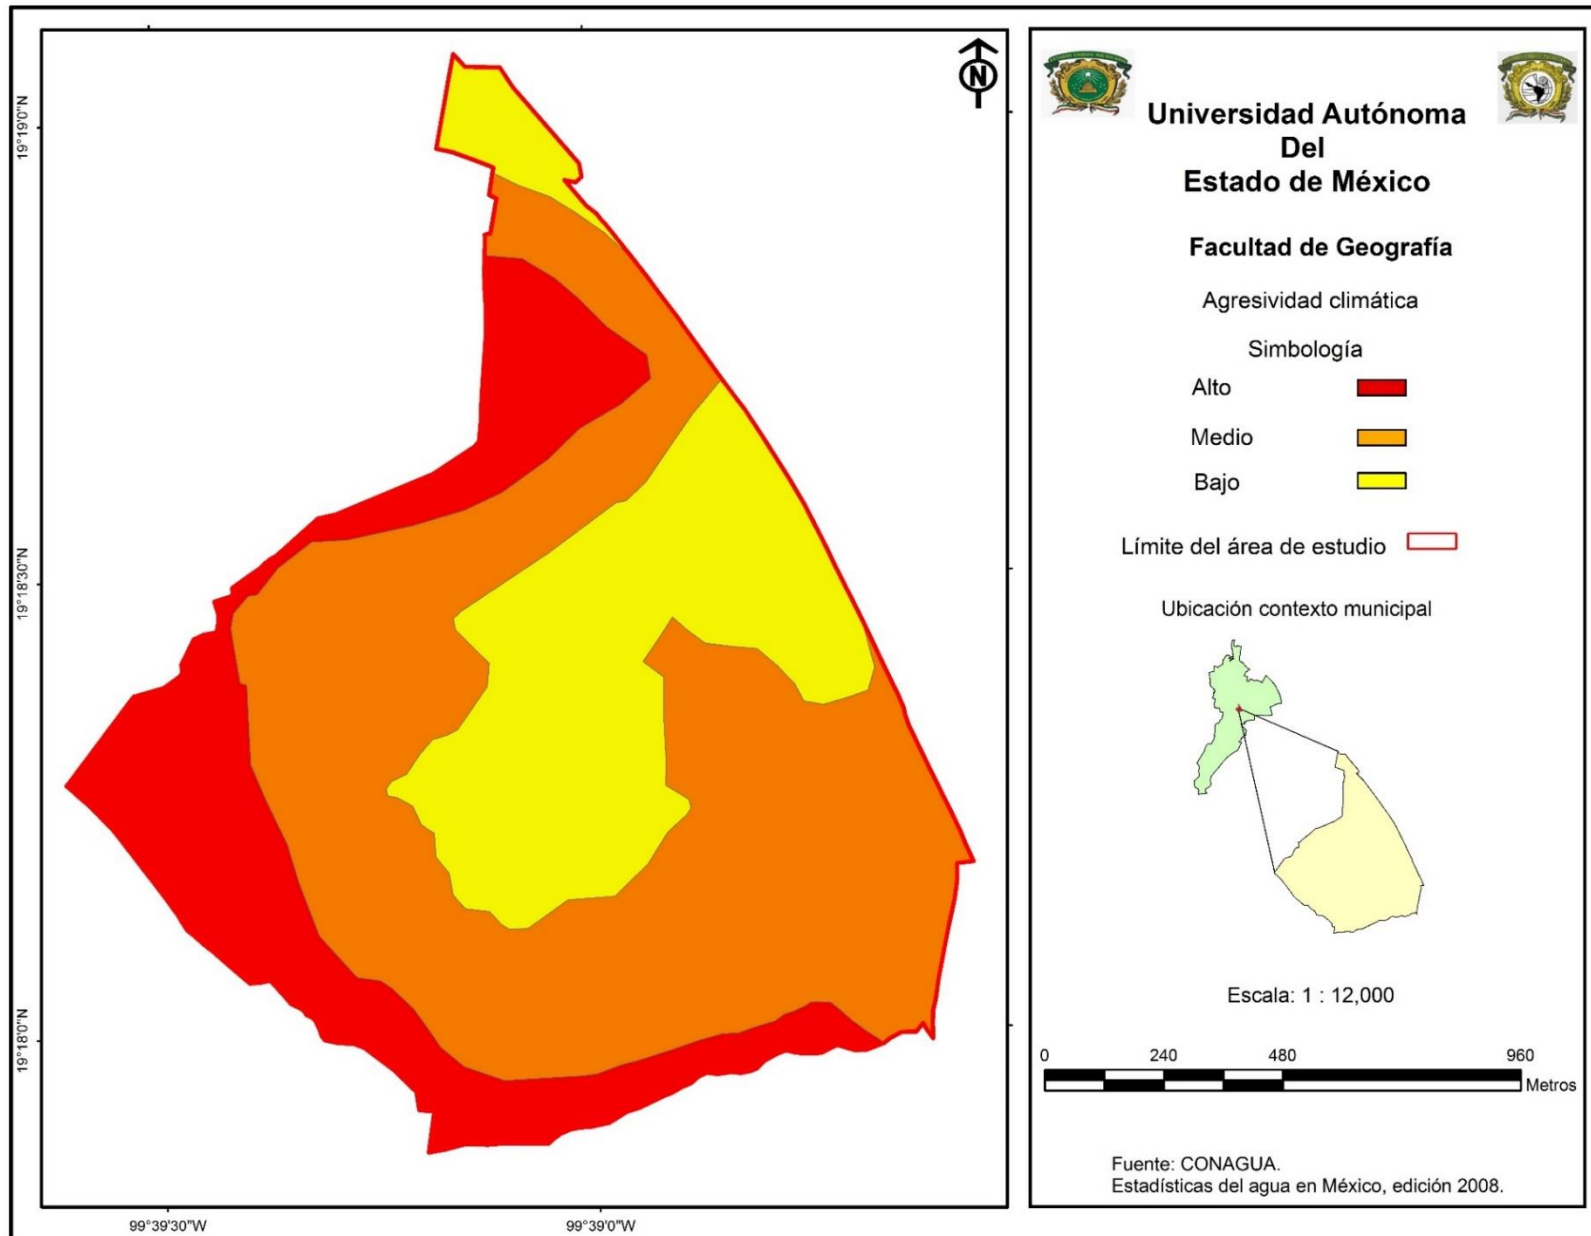 19°19'0"N
19°18'30"N
19°18'0"N
99°39'30"W
99°39'0"W
N
Universidad Autónoma
Del
Estado de México
Facultad de Geografía
Agresividad climática
Simbología
Alto
Medio
Bajo
Límite del área de estudio
Ubicación contexto municipal
Escala: 1 : 12,000
0 240 480 960
Metros
Fuente: CONAGUA.
Estadísticas del agua en México, edición 2008.